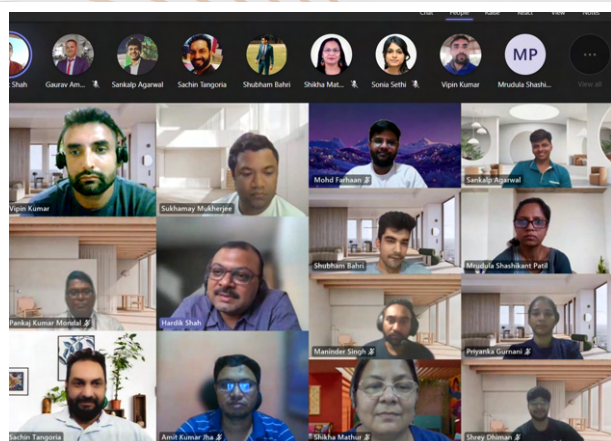 Chat People Raise React View Notes
Shah Gaurav Am... Sankalp Agarwal Sachin Tangoria Shubham Bahri Shikha Mat... Sonia Sethi Vipin Kumar Mrudula Shashi... View all
MP
Vipin Kumar
Sukhamay Mukherjee
Mohd Farhaan
Sankalp Agarwal
Shubham Bahri
Mrudula Shashikant Patil
Pankaj Kumar Mondal
Hardik Shah
Maninder Singh
Priyanka Gurnani
Sachin Tangoria
Amit Kumar Jha
Shikha Mathur
Shrey Dhiman